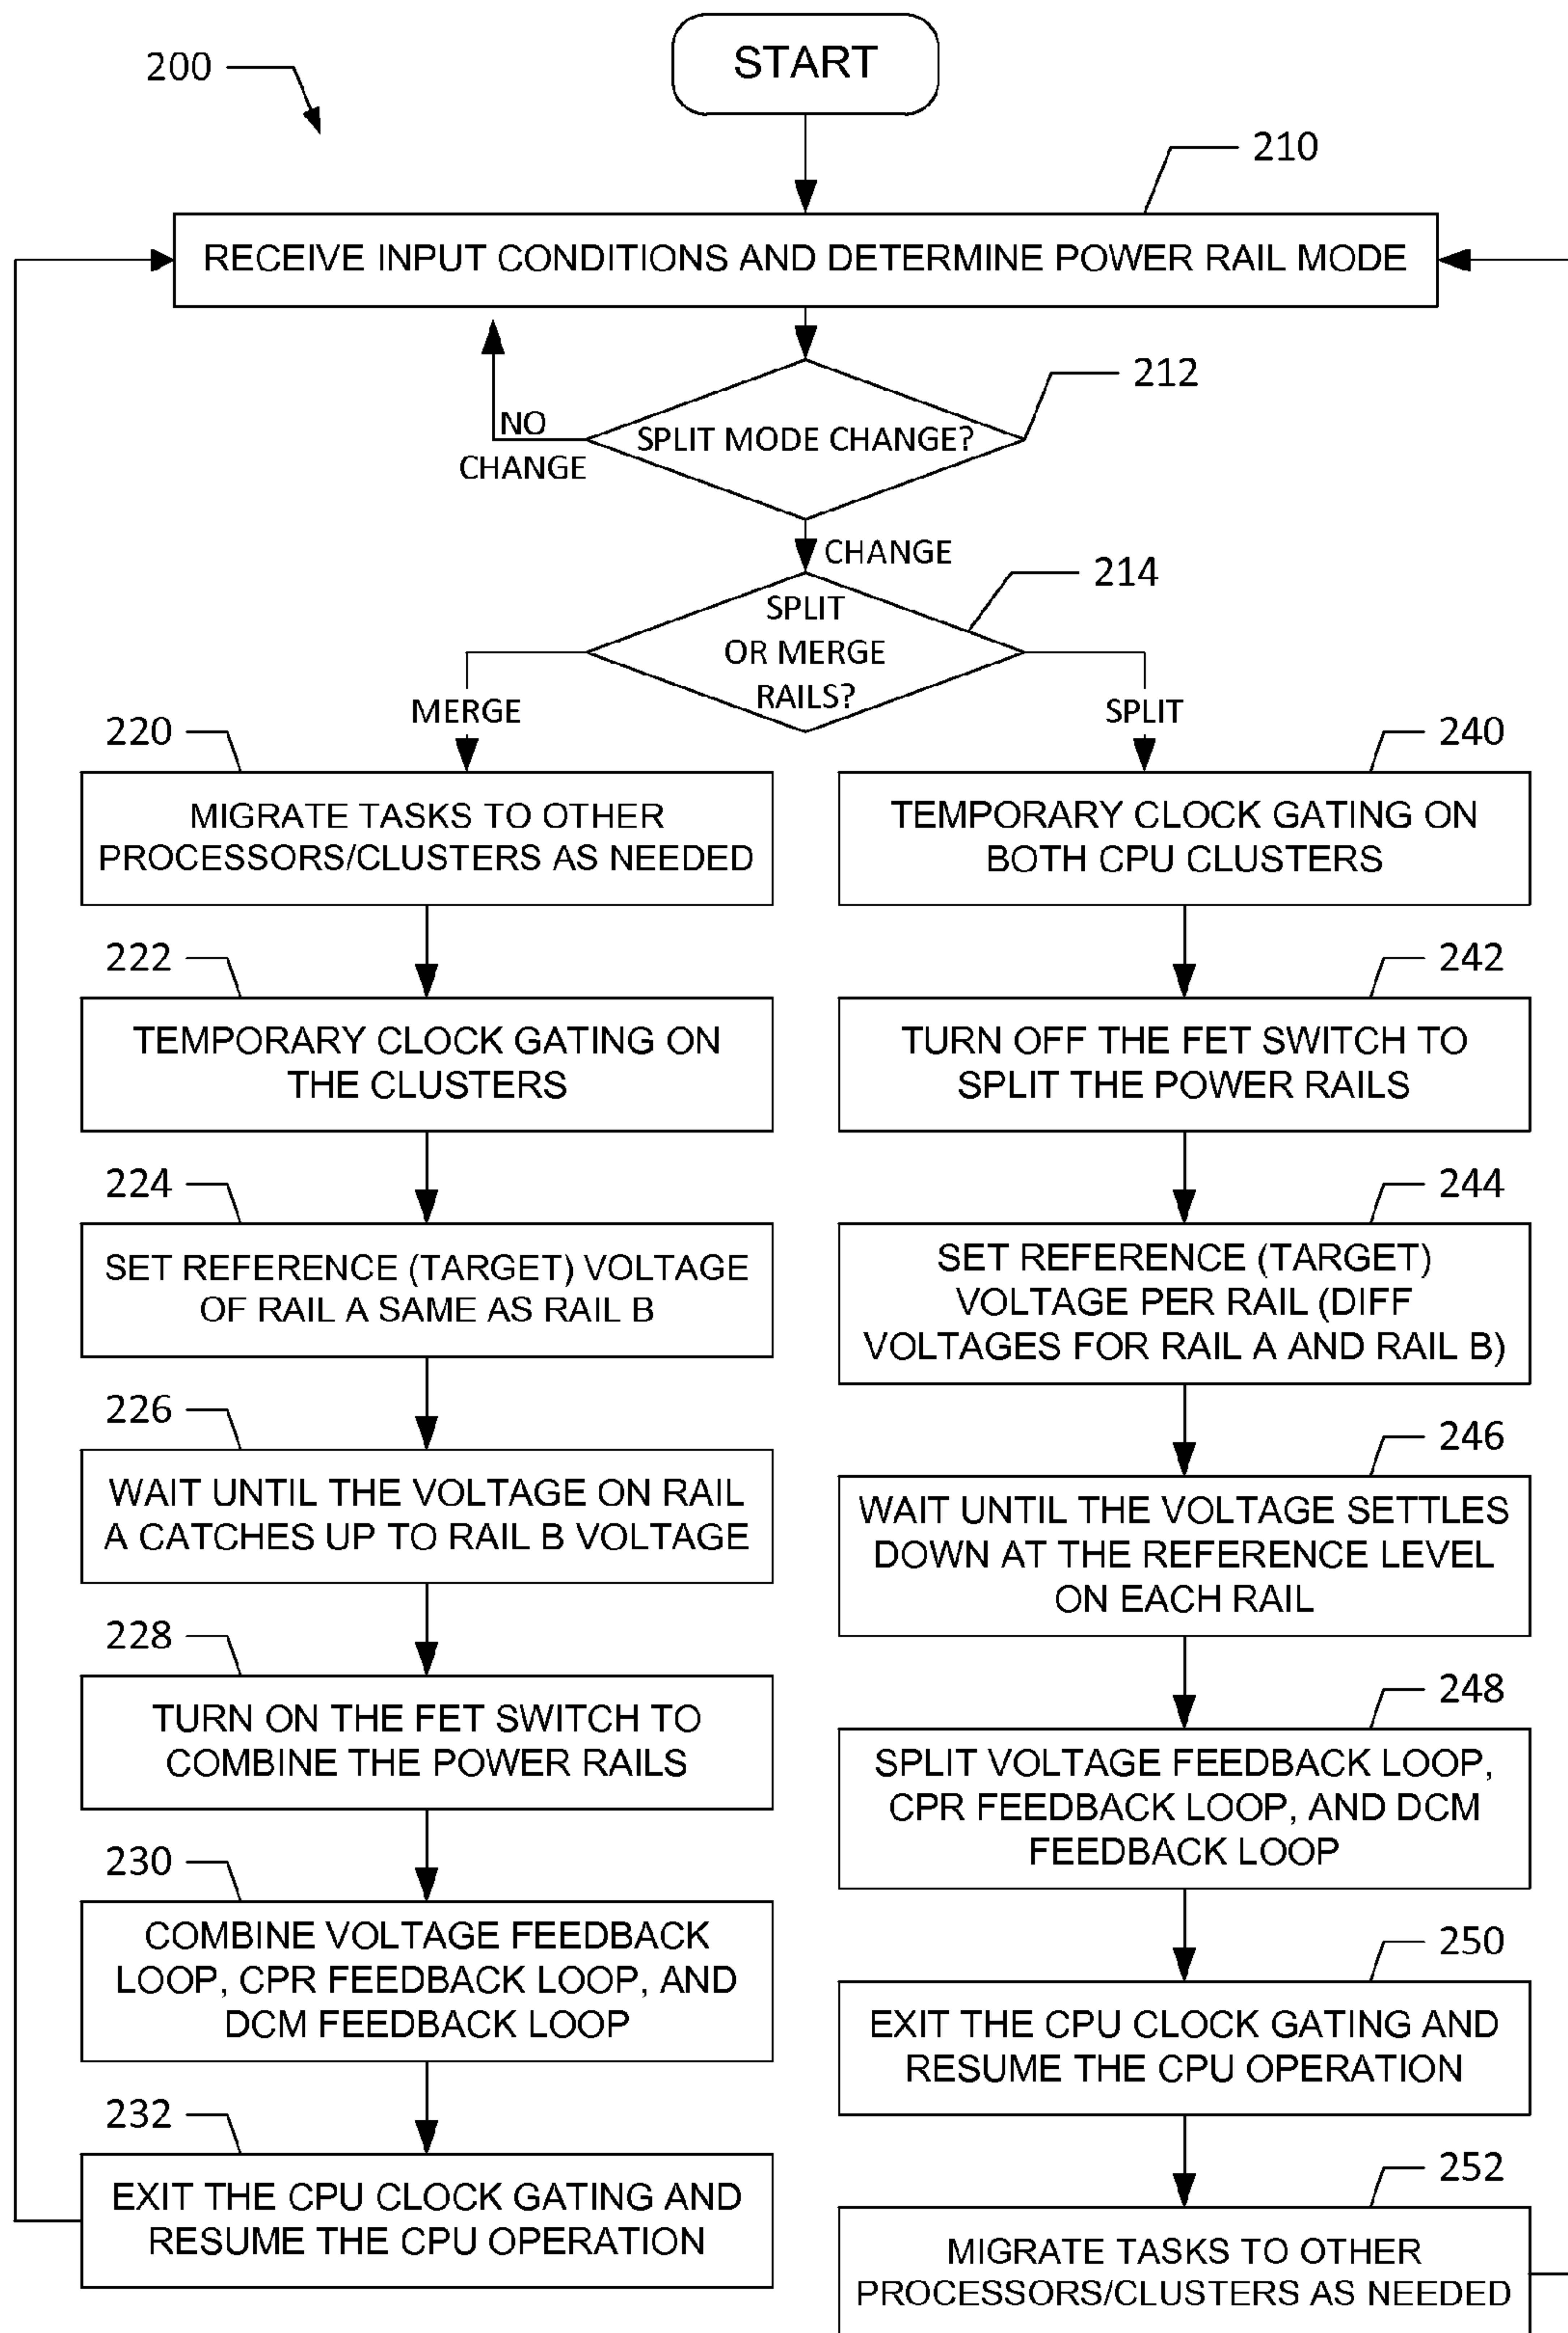 START
200
210
RECEIVE INPUT CONDITIONS AND DETERMINE POWER RAIL MODE
212
SPLIT MODE CHANGE?
NO
CHANGE
CHANGE
214
SPLIT
OR MERGE
RAILS?
MERGE
SPLIT
220
MIGRATE TASKS TO OTHER
PROCESSORS/CLUSTERS AS NEEDED
222
TEMPORARY CLOCK GATING ON
THE CLUSTERS
224
SET REFERENCE (TARGET) VOLTAGE
OF RAIL A SAME AS RAIL B
226
WAIT UNTIL THE VOLTAGE ON RAIL
A CATCHES UP TO RAIL B VOLTAGE
228
TURN ON THE FET SWITCH TO
COMBINE THE POWER RAILS
230
COMBINE VOLTAGE FEEDBACK
LOOP, CPR FEEDBACK LOOP, AND
DCM FEEDBACK LOOP
232
EXIT THE CPU CLOCK GATING AND
RESUME THE CPU OPERATION
240
TEMPORARY CLOCK GATING ON
BOTH CPU CLUSTERS
242
TURN OFF THE FET SWITCH TO
SPLIT THE POWER RAILS
244
SET REFERENCE (TARGET)
VOLTAGE PER RAIL (DIFF
VOLTAGES FOR RAIL A AND RAIL B)
246
WAIT UNTIL THE VOLTAGE SETTLES
DOWN AT THE REFERENCE LEVEL
ON EACH RAIL
248
SPLIT VOLTAGE FEEDBACK LOOP,
CPR FEEDBACK LOOP, AND DCM
FEEDBACK LOOP
250
EXIT THE CPU CLOCK GATING AND
RESUME THE CPU OPERATION
252
MIGRATE TASKS TO OTHER
PROCESSORS/CLUSTERS AS NEEDED